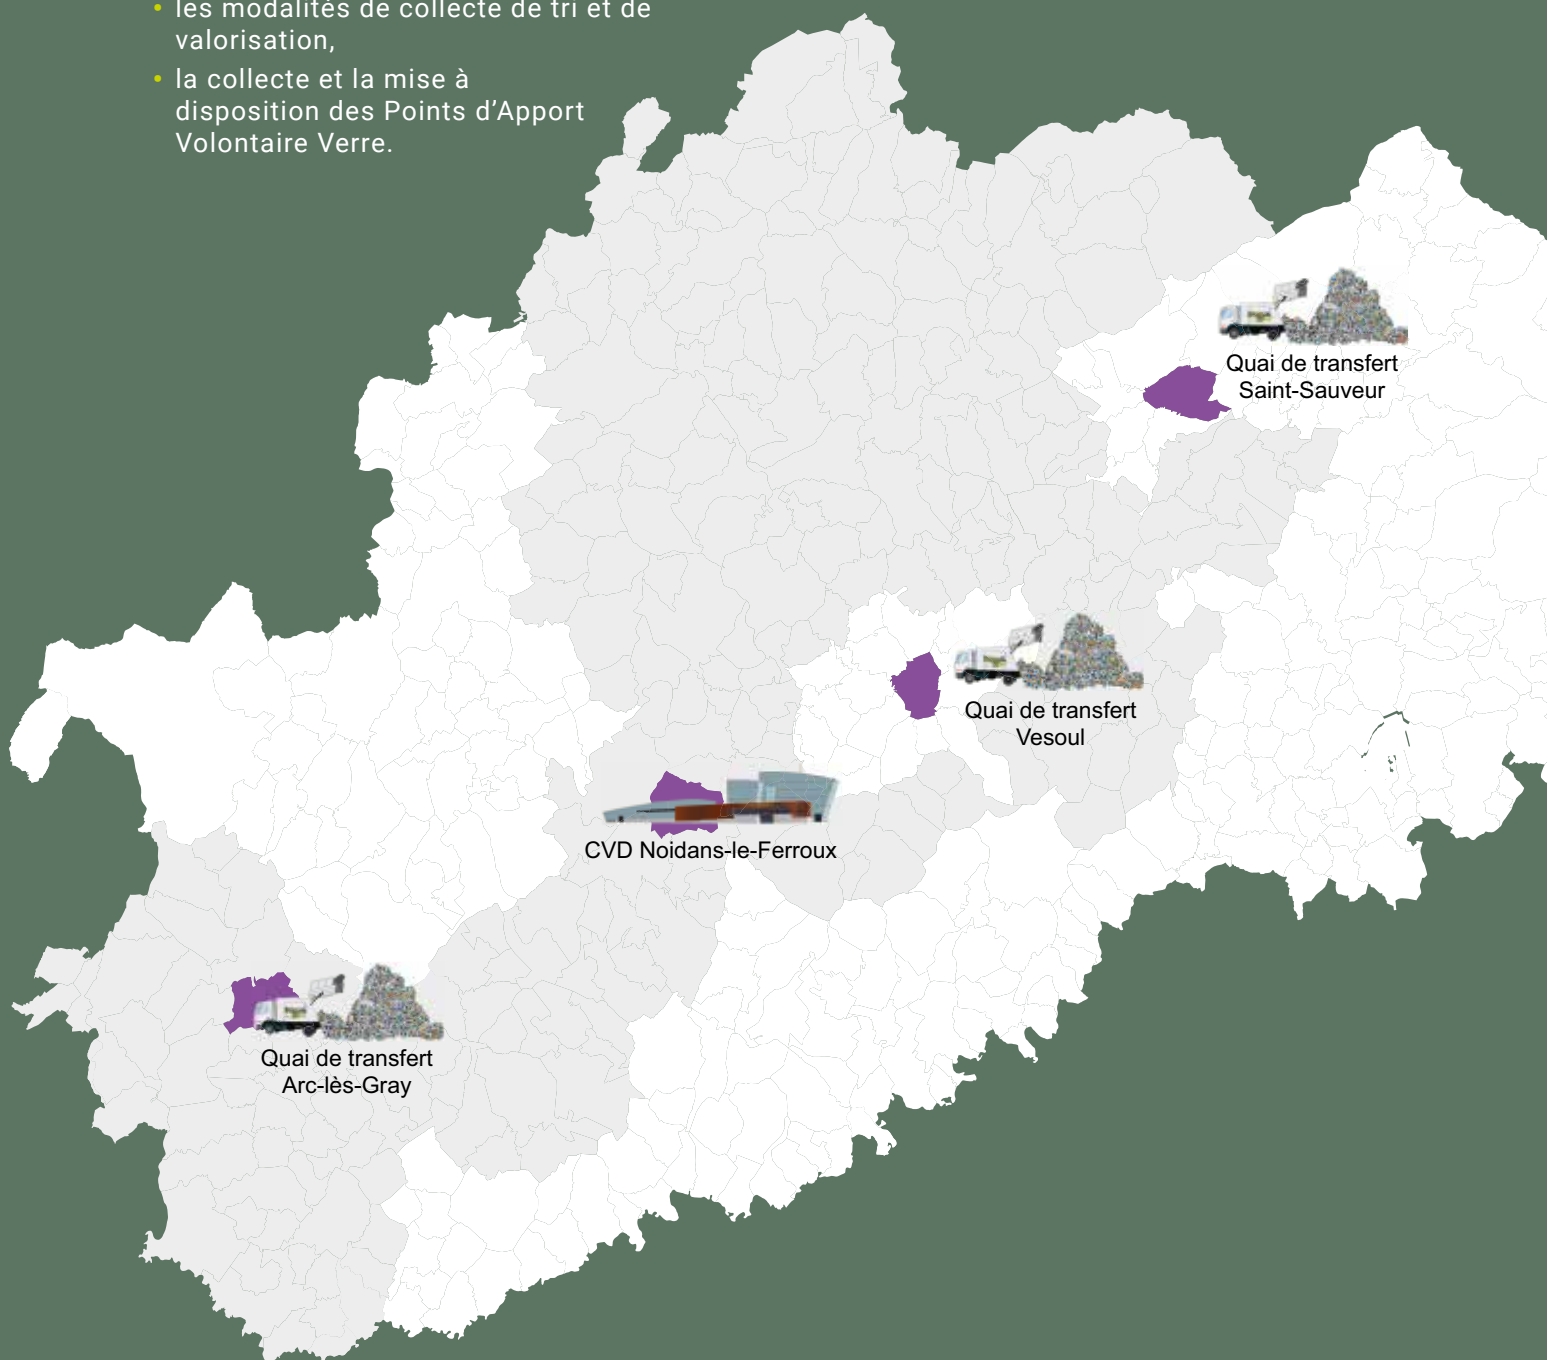 • les modalités de collecte de tri et de
valorisation,
• la collecte et la mise à
disposition des Points d'Apport
Volontaire Verre.
Quai de transfert
Saint-Sauveur
Quai de transfert
Vesoul
CVD Noidans-le-Ferroux
Quai de transfert
Arc-lès-Gray